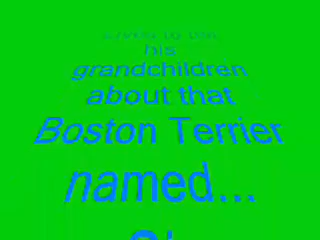 his
grandchildren
about that
Boston Terrier
named...